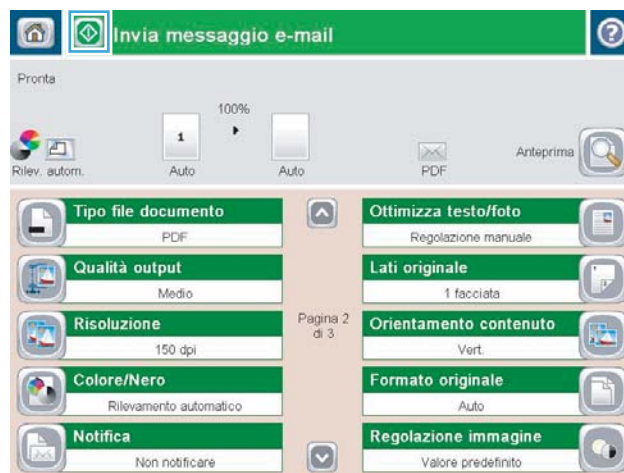 Invia messaggio e-mail
Pronta
100%
1
Rilev. autom.
Auto
Auto
PDF
Anteprima
Tipo file documento
PDF
Ottimizza testo/foto
Regolazione manuale
Qualità output
Medio
Lati originale
1 facciata
Risoluzione
150 dpi
Pagina 2
di 3
Orientamento contenuto
Vert.
Colore/Nero
Rilevamento automatico
Formato originale
Auto
Notifica
Non notificare
Regolazione immagine
Valore predefinito